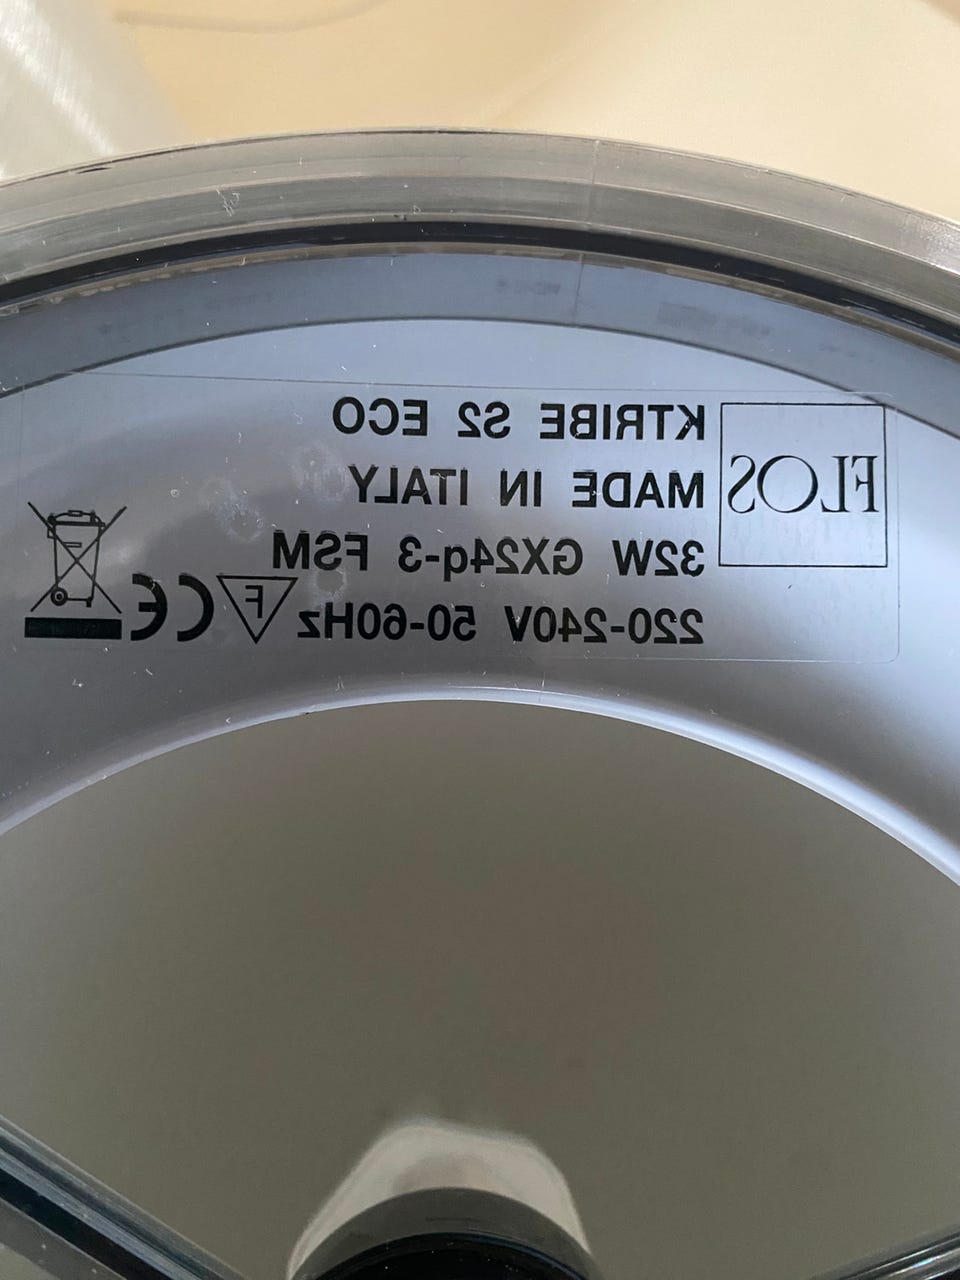 FLOS
KTRIBE S2 ECO
MADE IN ITALY
32W GX24q-3 FSM
220-240V 50-60Hz F CE